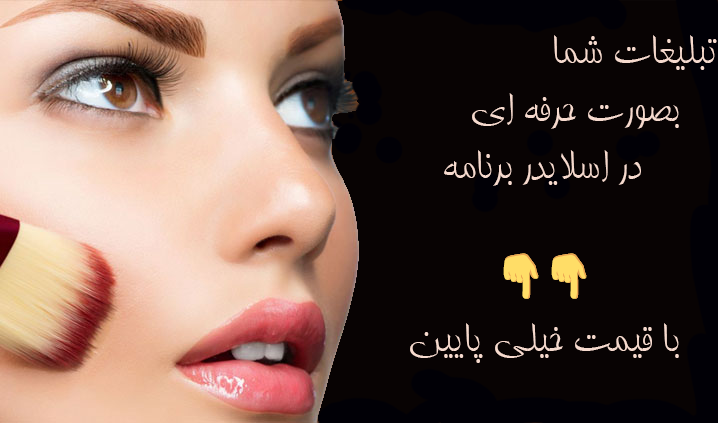 تبلیغات شما
بصورت حرفه ای
در اسلایدر برنامه
با قیمت خیلی پایین